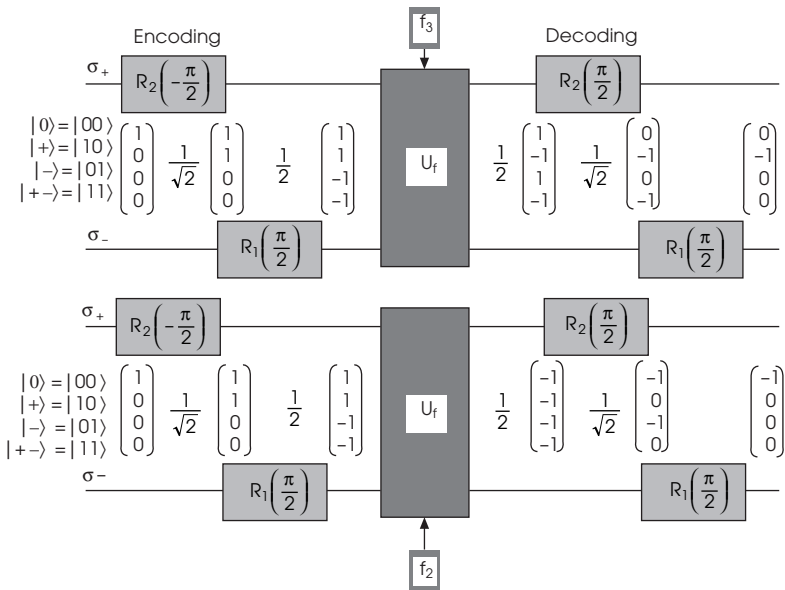 f3
Encoding
Decoding
σ+ R2(−π/2) R2(π/2)
|0⟩=|00⟩ (1 0 0 0) 1/√2 (1 1 0 0) 1/2 (1 1 −1 −1) Uf 1/2 (1 −1 1 −1) 1/√2 (0 −1 0 −1) (0 −1 0 0)
|+⟩=|10⟩
|−⟩=|01⟩
|+−⟩=|11⟩
σ− R1(π/2) R1(π/2)
σ+ R2(−π/2) R2(π/2)
|0⟩=|00⟩ (1 0 0 0) 1/√2 (1 1 0 0) 1/2 (1 1 −1 −1) Uf 1/2 (−1 −1 −1 −1) 1/√2 (−1 0 −1 0) (−1 0 0 0)
|+⟩=|10⟩
|−⟩=|01⟩
|+−⟩=|11⟩
σ− R1(π/2) R1(π/2)
f2